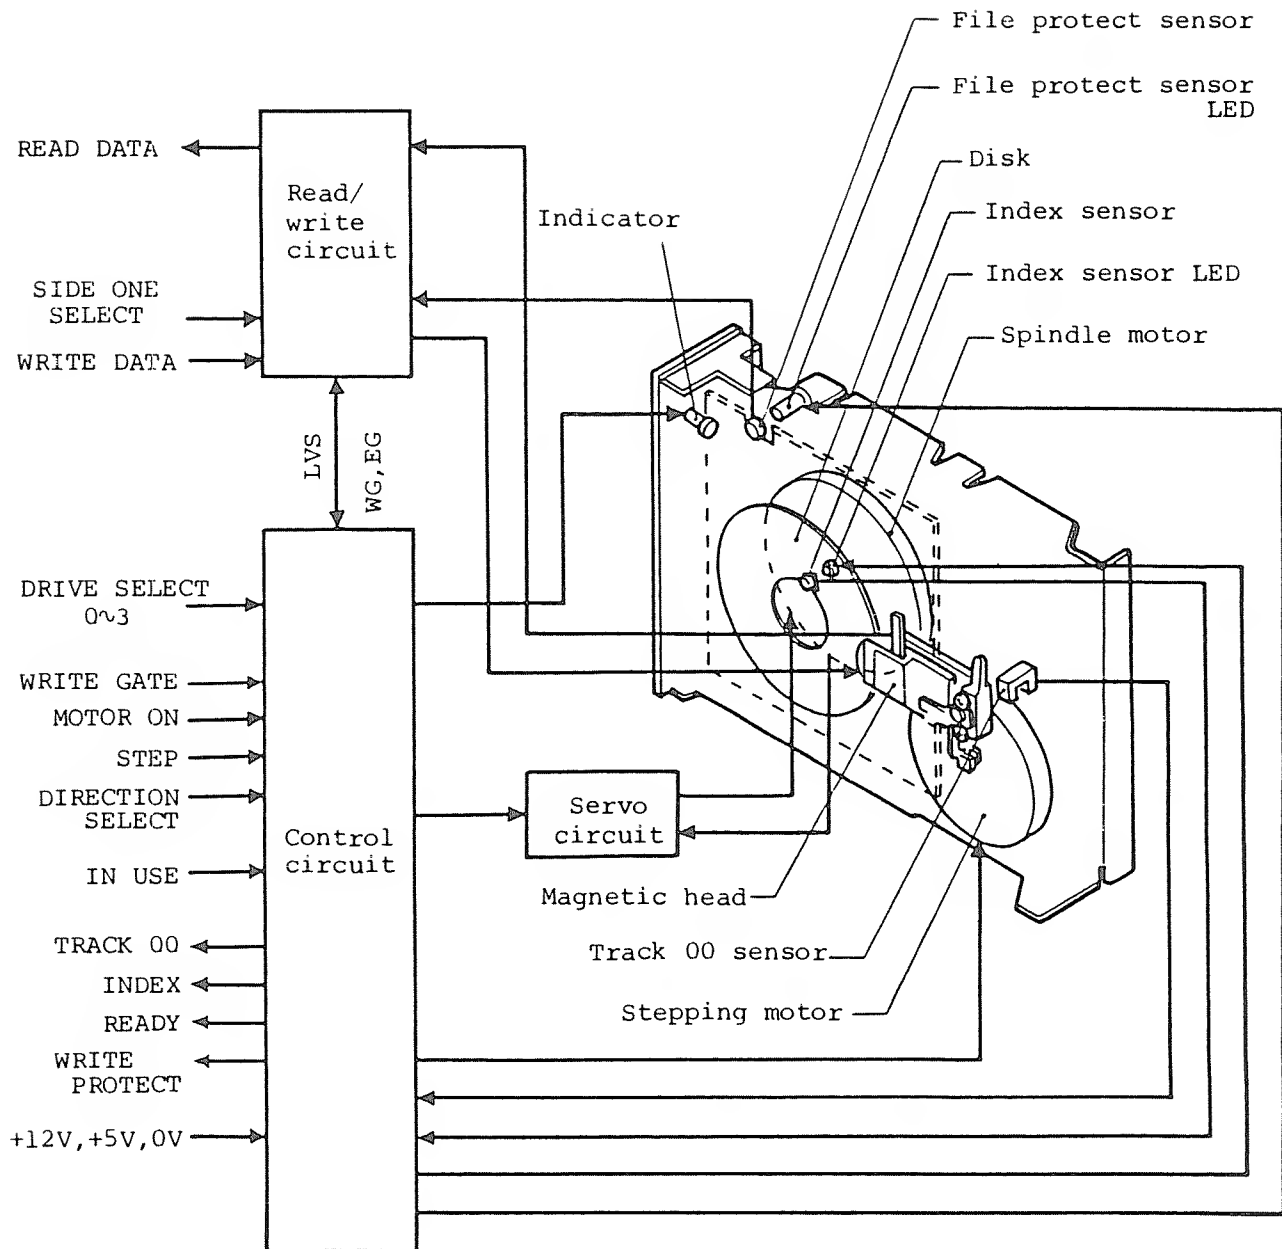 File protect sensor
File protect sensor
LED
READ DATA
Disk
Read/
write
circuit
Indicator
Index sensor
Index sensor LED
SIDE ONE
SELECT
Spindle motor
WRITE DATA
LVS
WG,EG
DRIVE SELECT
0~3
WRITE GATE
MOTOR ON
STEP
DIRECTION
SELECT
Servo
circuit
Control
circuit
IN USE
Magnetic head
TRACK 00
Track 00 sensor
INDEX
READY
Stepping motor
WRITE
PROTECT
+12V,+5V,0V